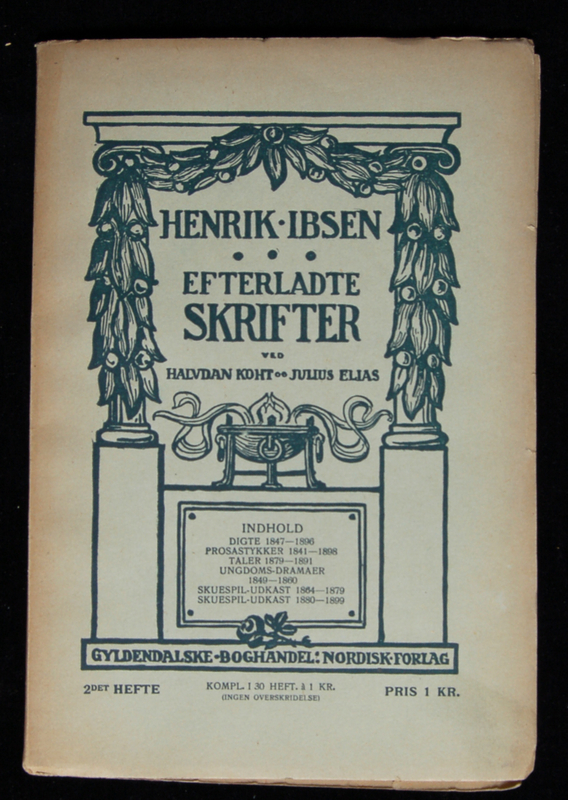 HENRIK · IBSEN
EFTERLADTE
SKRIFTER
VED
HALVDAN KOHT OG JULIUS ELIAS
INDHOLD
DIGTE 1847—1896
PROSASTYKKER 1841—1898
TALER 1879—1891
UNGDOMS-DRAMAER
1849—1860
SKUESPIL-UDKAST 1864—1879
SKUESPIL-UDKAST 1880—1899
GYLDENDALSKE·BOGHANDEL: NORDISK·FORLAG
2DET HEFTE
KOMPL. I 30 HEFT. à 1 KR.
(INGEN OVERSKRIDELSE)
PRIS 1 KR.